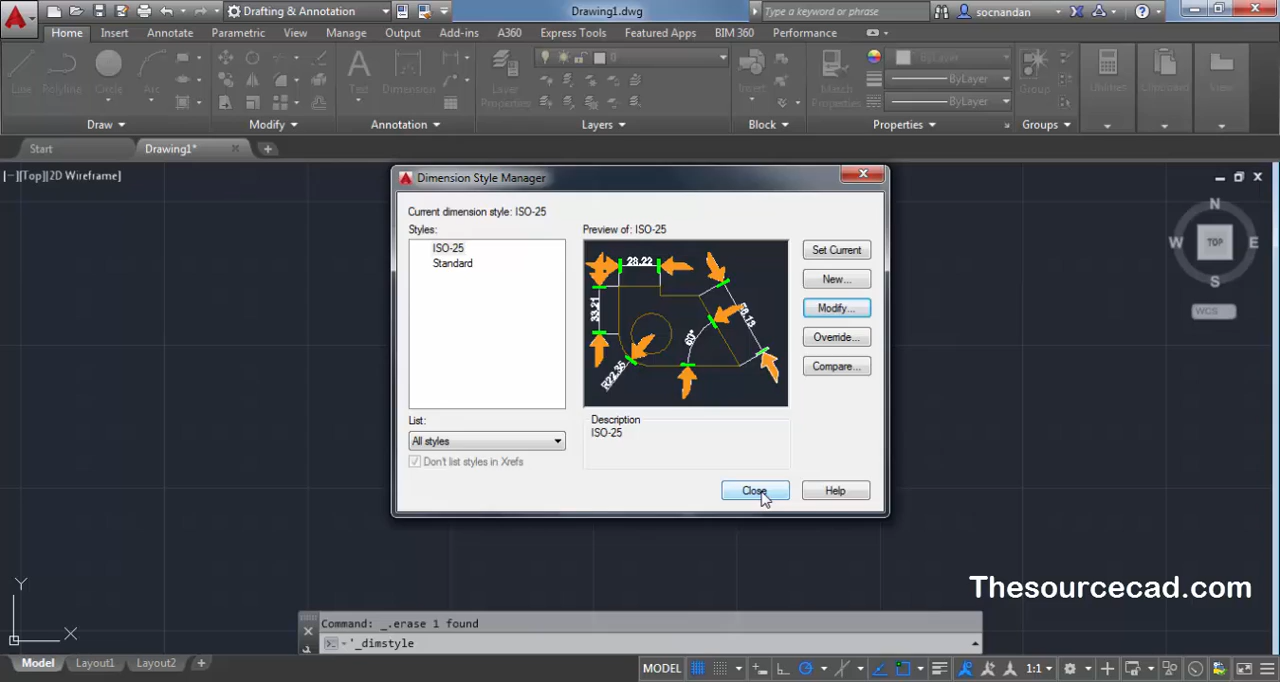 Drafting & Annotation
Drawing1.dwg
Type a keyword or phrase
socnandan
Home Insert Annotate Parametric View Manage Output Add-ins A360 Express Tools Featured Apps BIM 360 Performance
Line Polyline Circle Arc
Text Dimension
Layer Properties
0
Insert
Match Properties
ByLayer
ByLayer
ByLayer
Group
Utilities
Clipboard
View
Draw Modify Annotation Layers Block Properties Groups
Start Drawing1*
[−][Top][2D Wireframe]
N
W TOP E
S
WCS
Dimension Style Manager
Current dimension style: ISO-25
Styles:
ISO-25
Standard
Preview of: ISO-25
28.22
33.21
60°
R22.35
Set Current
New...
Modify...
Override...
Compare...
List:
All styles
Don't list styles in Xrefs
Description
ISO-25
Close
Help
Thesourcecad.com
Y
X
Command: _.erase 1 found
'_dimstyle
Model Layout1 Layout2
MODEL
1:1